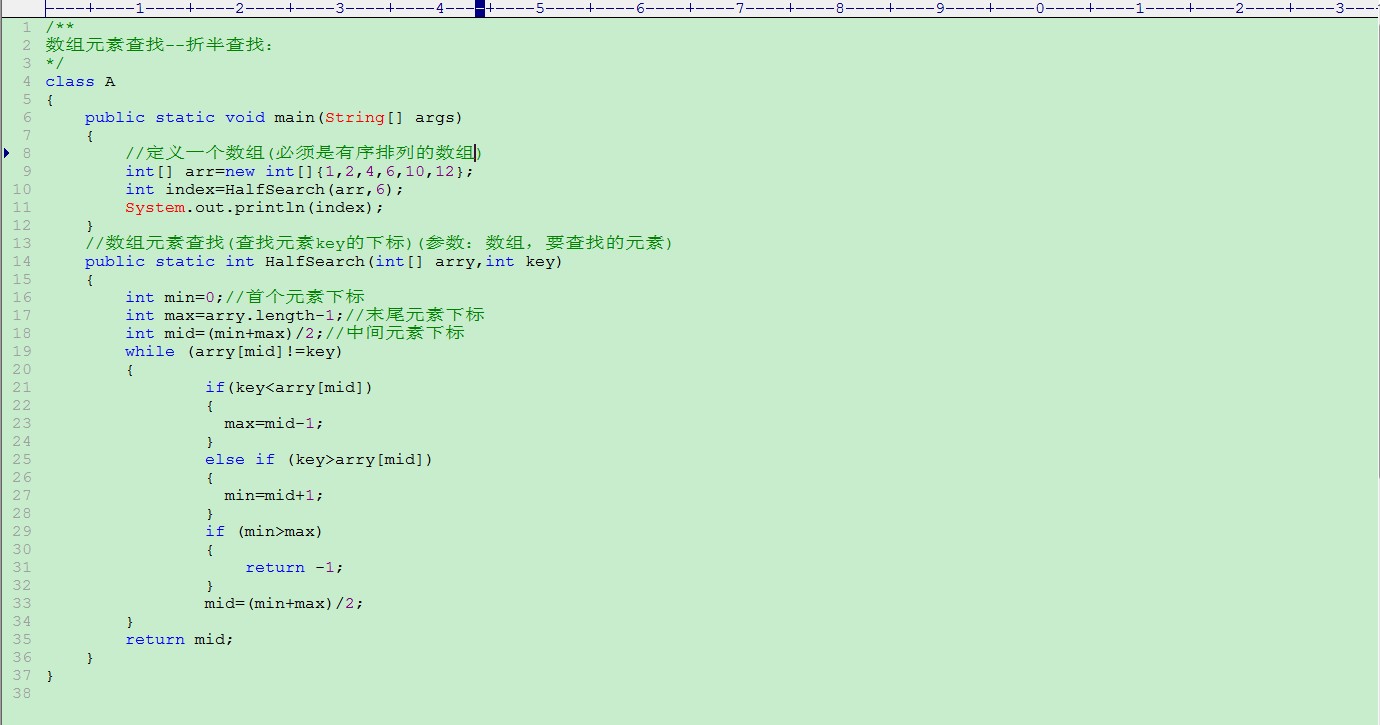 ----+----1----+----2----+----3----+----4----+----5----+----6----+----7----+----8----+----9----+----0----+----1----+----2----+----3---
1 /**
2 数组元素查找--折半查找：
3 */
4 class A
5 {
6     public static void main(String[] args)
7     {
8         //定义一个数组(必须是有序排列的数组)
9         int[] arr=new int[]{1,2,4,6,10,12};
10         int index=HalfSearch(arr,6);
11         System.out.println(index);
12     }
13     //数组元素查找(查找元素key的下标)(参数：数组，要查找的元素)
14     public static int HalfSearch(int[] arry,int key)
15     {
16         int min=0;//首个元素下标
17         int max=arry.length-1;//末尾元素下标
18         int mid=(min+max)/2;//中间元素下标
19         while (arry[mid]!=key)
20         {
21                 if(key<arry[mid])
22                 {
23                   max=mid-1;
24                 }
25                 else if (key>arry[mid])
26                 {
27                   min=mid+1;
28                 }
29                 if (min>max)
30                 {
31                     return -1;
32                 }
33                 mid=(min+max)/2;
34         }
35         return mid;
36     }
37 }
38